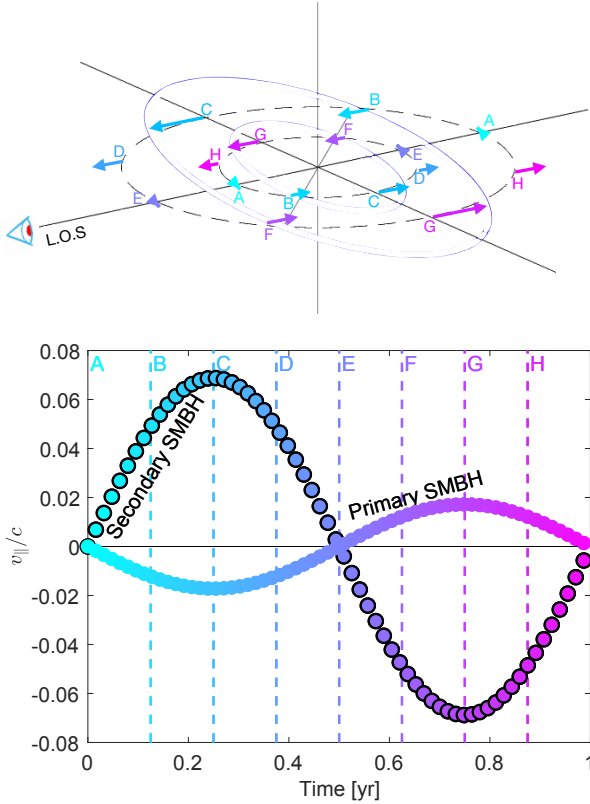 B
A
C
F
G
E
D
H
D
H
A
C
E
B
G
F
L.O.S
0.08
A B C D E F G H
0.06
0.04
Secondary SMBH
0.02
Primary SMBH
v∥/c
0
-0.02
-0.04
-0.06
-0.08
0 0.2 0.4 0.6 0.8 1
Time [yr]